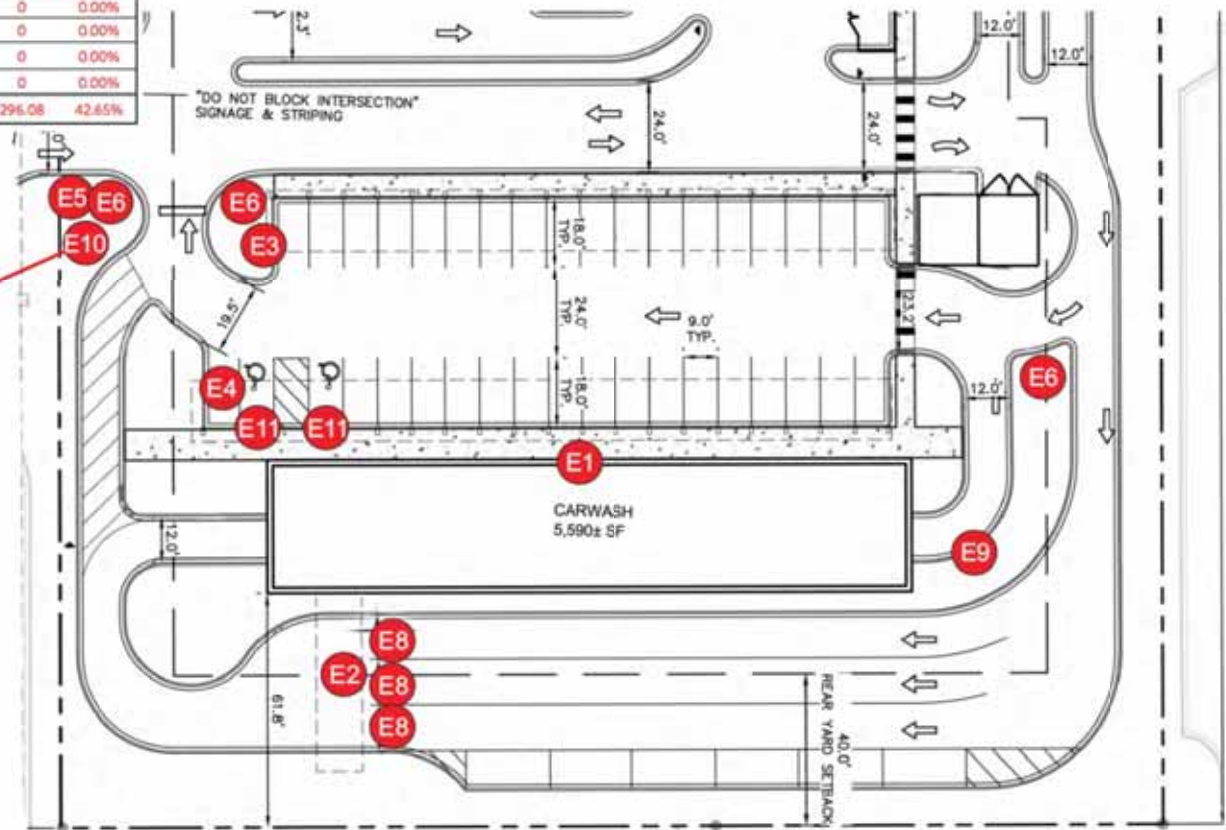 0 0.00%
0 0.00%
0 0.00%
0 0.00%
296.08 42.65%
"DO NOT BLOCK INTERSECTION"
SIGNAGE & STRIPING
12.0'
12.0'
24.0'
24.0'
E5
E6
E10
E6
E3
18.0'
TYP.
24.0'
TYP.
18.0'
TYP.
9.0'
TYP.
23.2'
19.5'
E4
E11
E11
12.0'
E6
E1
CARWASH
5,590± SF
12.0'
E9
E8
E2
E8
E8
61.8'
40.0'
REAR YARD SETBACK